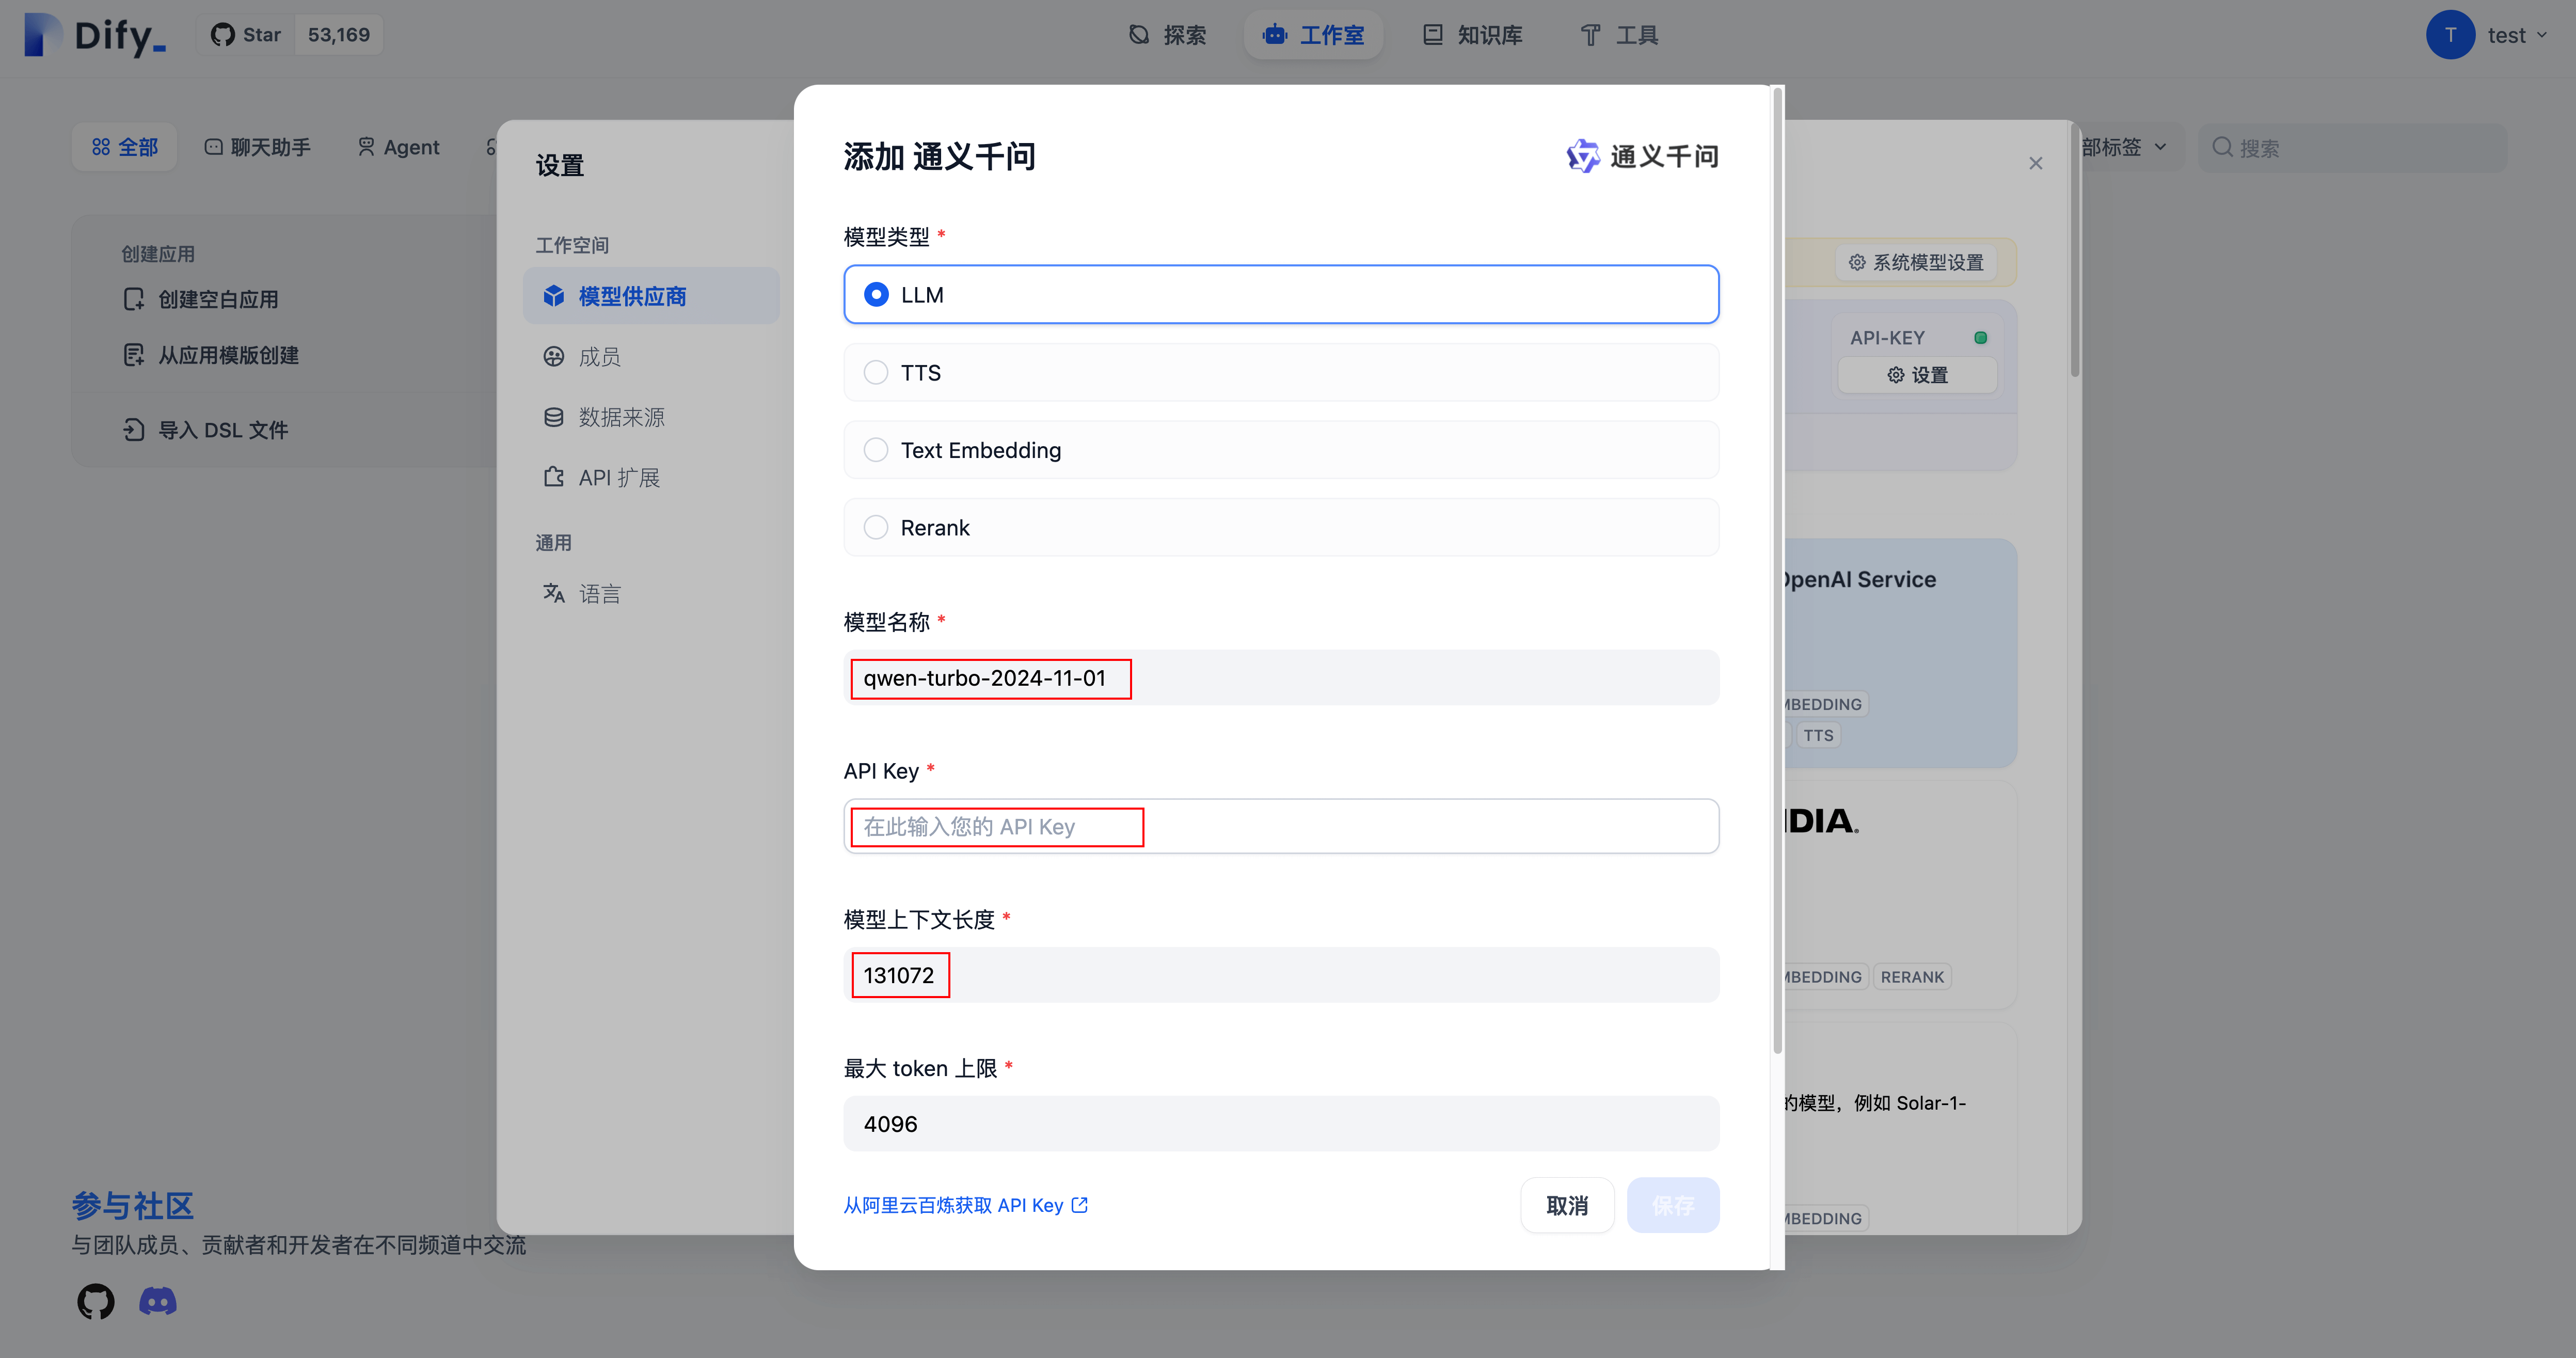 Dify_
Star 53,169
探索
工作室
知识库
工具
T test
全部
聊天助手
Agent
部标签
搜索
创建应用
创建空白应用
从应用模版创建
导入 DSL 文件
参与社区
与团队成员、贡献者和开发者在不同频道中交流
设置
工作空间
模型供应商
成员
数据来源
API 扩展
通用
语言
添加 通义千问
通义千问
模型类型 *
LLM
TTS
Text Embedding
Rerank
模型名称 *
qwen-turbo-2024-11-01
API Key *
在此输入您的 API Key
模型上下文长度 *
131072
最大 token 上限 *
4096
从阿里云百炼获取 API Key
取消
保存
系统模型设置
API-KEY
设置
OpenAI Service
MBEDDING
TTS
IDIA
MBEDDING
RERANK
的模型，例如 Solar-1-
MBEDDING